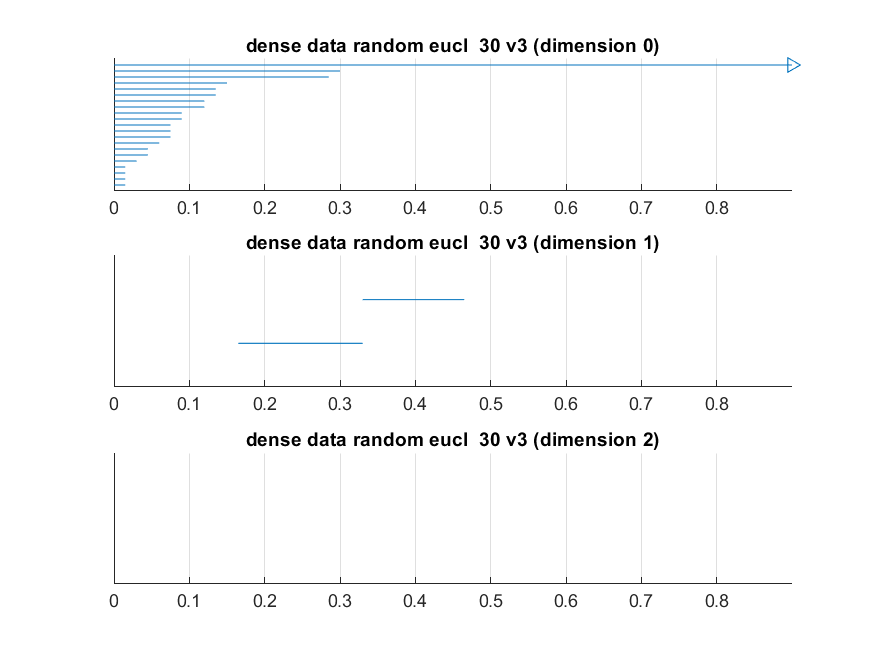 dense data random eucl  30 v3 (dimension 0)
0 0.1 0.2 0.3 0.4 0.5 0.6 0.7 0.8
dense data random eucl  30 v3 (dimension 1)
0 0.1 0.2 0.3 0.4 0.5 0.6 0.7 0.8
dense data random eucl  30 v3 (dimension 2)
0 0.1 0.2 0.3 0.4 0.5 0.6 0.7 0.8